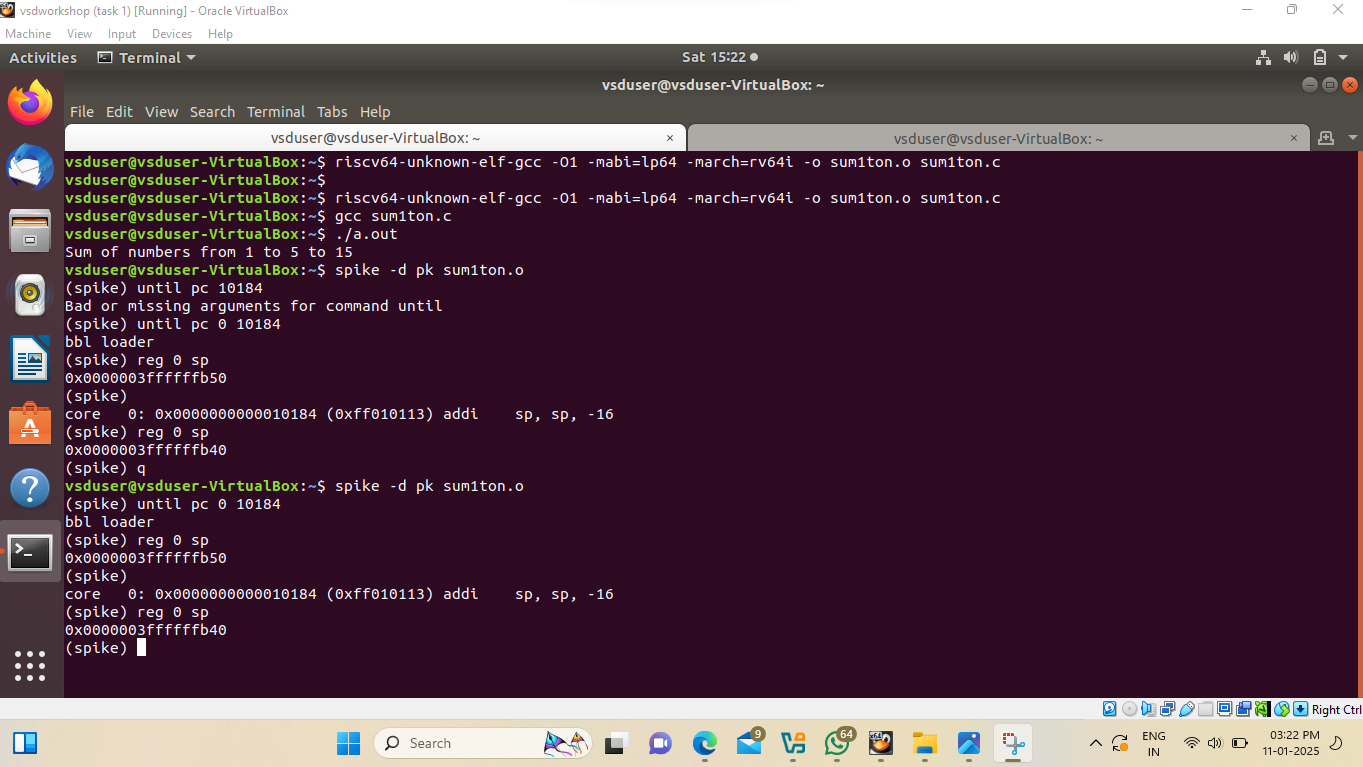 vsdworkshop (task 1) [Running] - Oracle VirtualBox
Machine View Input Devices Help
Activities Terminal Sat 15:22
vsduser@vsduser-VirtualBox: ~
File Edit View Search Terminal Tabs Help
vsduser@vsduser-VirtualBox: ~ × vsduser@vsduser-VirtualBox: ~ ×
vsduser@vsduser-VirtualBox:~$ riscv64-unknown-elf-gcc -O1 -mabi=lp64 -march=rv64i -o sum1ton.o sum1ton.c
vsduser@vsduser-VirtualBox:~$
vsduser@vsduser-VirtualBox:~$ riscv64-unknown-elf-gcc -O1 -mabi=lp64 -march=rv64i -o sum1ton.o sum1ton.c
vsduser@vsduser-VirtualBox:~$ gcc sum1ton.c
vsduser@vsduser-VirtualBox:~$ ./a.out
Sum of numbers from 1 to 5 to 15
vsduser@vsduser-VirtualBox:~$ spike -d pk sum1ton.o
(spike) until pc 10184
Bad or missing arguments for command until
(spike) until pc 0 10184
bbl loader
(spike) reg 0 sp
0x0000003ffffffb50
(spike)
core   0: 0x0000000000010184 (0xff010113) addi    sp, sp, -16
(spike) reg 0 sp
0x0000003ffffffb40
(spike) q
vsduser@vsduser-VirtualBox:~$ spike -d pk sum1ton.o
(spike) until pc 0 10184
bbl loader
(spike) reg 0 sp
0x0000003ffffffb50
(spike)
core   0: 0x0000000000010184 (0xff010113) addi    sp, sp, -16
(spike) reg 0 sp
0x0000003ffffffb40
(spike)
Right Ctrl
Search 9 64 ENG IN 03:22 PM
11-01-2025